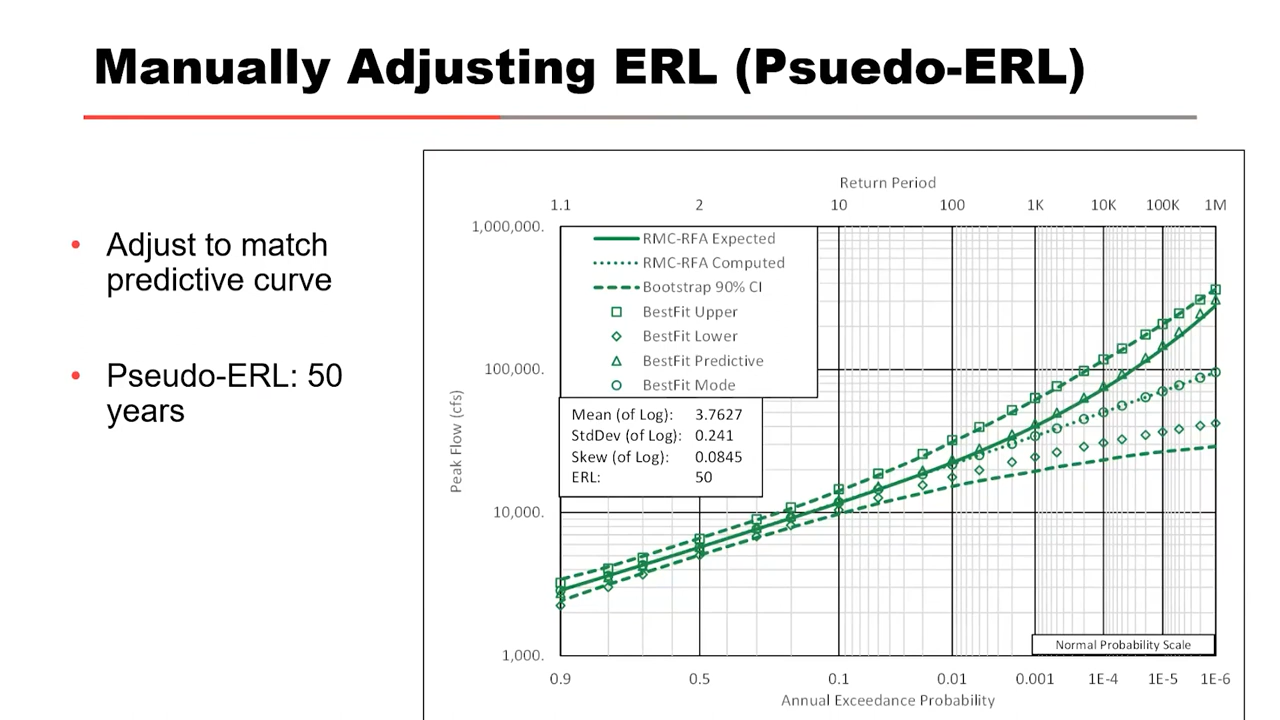 Manually Adjusting ERL (Psuedo-ERL)
• Adjust to match
predictive curve
• Pseudo-ERL: 50
years
Return Period
1.1 2 10 100 1K 10K 100K 1M
1,000,000.
100,000.
10,000.
1,000.
Peak Flow (cfs)
RMC-RFA Expected
RMC-RFA Computed
Bootstrap 90% CI
BestFit Upper
BestFit Lower
BestFit Predictive
BestFit Mode
Mean (of Log): 3.7627
StdDev (of Log): 0.241
Skew (of Log): 0.0845
ERL: 50
Normal Probability Scale
0.9 0.5 0.1 0.01 0.001 1E-4 1E-5 1E-6
Annual Exceedance Probability